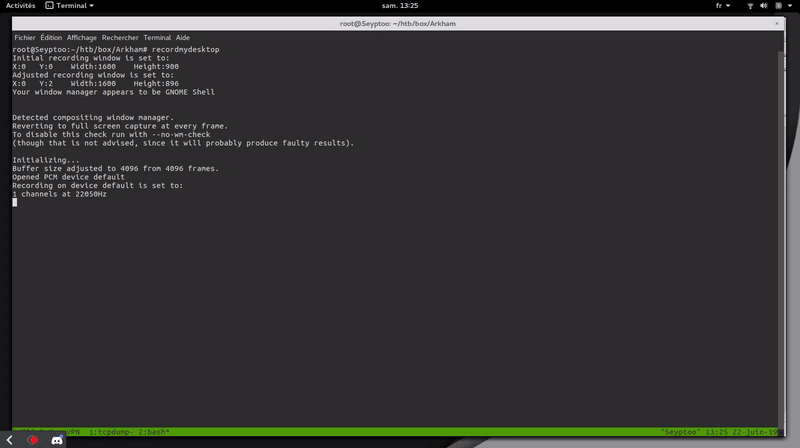 Activités Terminal sam. 13:25 fr
root@Seyptoo: ~/htb/box/Arkham
Fichier Édition Affichage Rechercher Terminal Aide
root@Seyptoo:~/htb/box/Arkham# recordmydesktop
Initial recording window is set to:
X:0 Y:0 Width:1600 Height:900
Adjusted recording window is set to:
X:0 Y:2 Width:1600 Height:896
Your window manager appears to be GNOME Shell
Detected compositing window manager.
Reverting to full screen capture at every frame.
To disable this check run with --no-wm-check
(though that is not advised, since it will probably produce faulty results).
Initializing...
Buffer size adjusted to 4096 from 4096 frames.
Opened PCM device default
Recording on device default is set to:
1 channels at 22050Hz
VPN 1:tcpdump- 2:bash* "Seyptoo" 13:25 22-juin-19